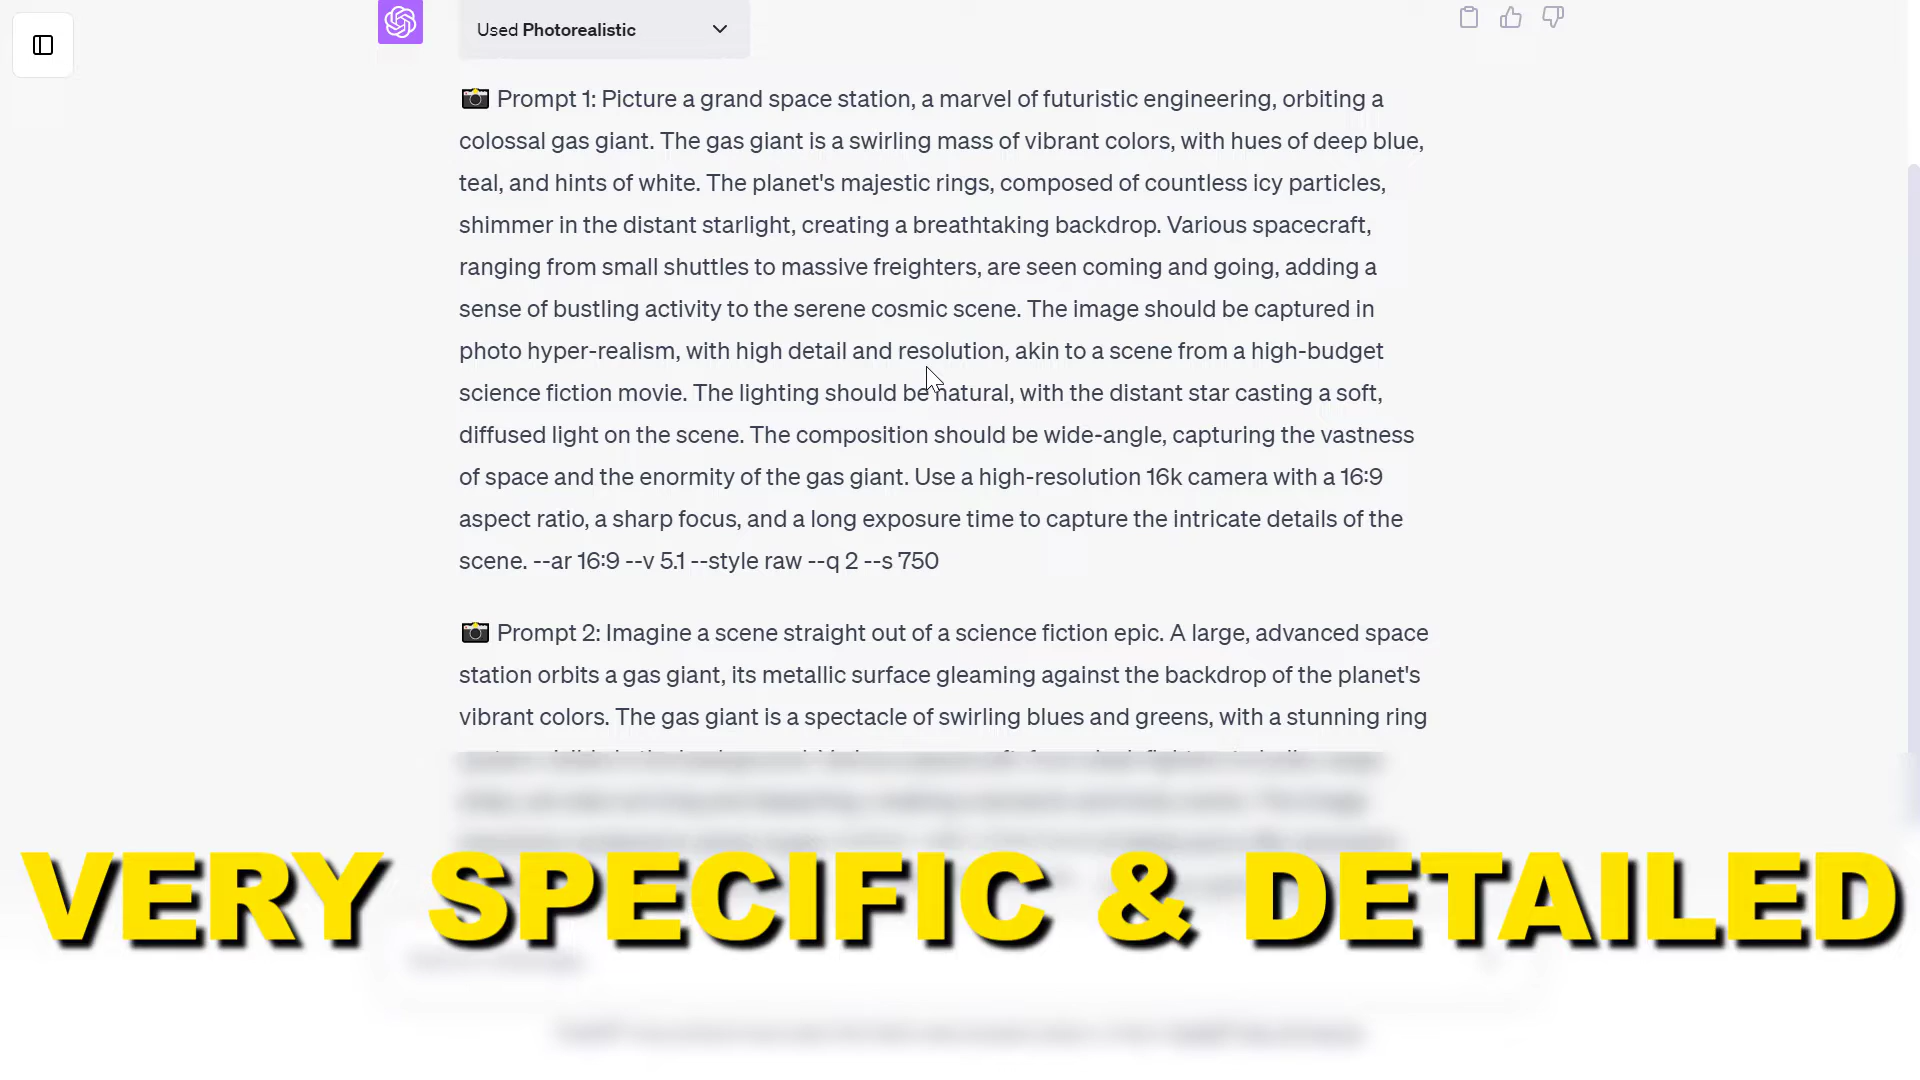 Used Photorealistic
Prompt 1: Picture a grand space station, a marvel of futuristic engineering, orbiting a
colossal gas giant. The gas giant is a swirling mass of vibrant colors, with hues of deep blue,
teal, and hints of white. The planet's majestic rings, composed of countless icy particles,
shimmer in the distant starlight, creating a breathtaking backdrop. Various spacecraft,
ranging from small shuttles to massive freighters, are seen coming and going, adding a
sense of bustling activity to the serene cosmic scene. The image should be captured in
photo hyper-realism, with high detail and resolution, akin to a scene from a high-budget
science fiction movie. The lighting should be natural, with the distant star casting a soft,
diffused light on the scene. The composition should be wide-angle, capturing the vastness
of space and the enormity of the gas giant. Use a high-resolution 16k camera with a 16:9
aspect ratio, a sharp focus, and a long exposure time to capture the intricate details of the
scene. --ar 16:9 --v 5.1 --style raw --q 2 --s 750
Prompt 2: Imagine a scene straight out of a science fiction epic. A large, advanced space
station orbits a gas giant, its metallic surface gleaming against the backdrop of the planet's
vibrant colors. The gas giant is a spectacle of swirling blues and greens, with a stunning ring
VERY SPECIFIC & DETAILED